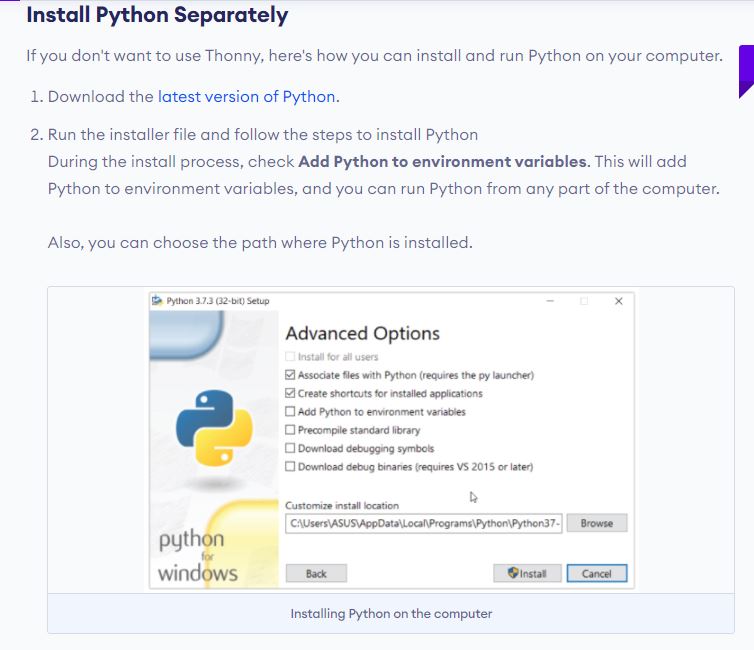 Install Python Separately
If you don't want to use Thonny, here's how you can install and run Python on your computer.
1. Download the latest version of Python.
2. Run the installer file and follow the steps to install Python
During the install process, check Add Python to environment variables. This will add
Python to environment variables, and you can run Python from any part of the computer.
Also, you can choose the path where Python is installed.
Python 3.7.3 (32-bit) Setup
Advanced Options
Install for all users
Associate files with Python (requires the py launcher)
Create shortcuts for installed applications
Add Python to environment variables
Precompile standard library
Download debugging symbols
Download debug binaries (requires VS 2015 or later)
Customize install location
C:\Users\ASUS\AppData\Local\Programs\Python\Python37- Browse
python
for
windows
Back Install Cancel
Installing Python on the computer